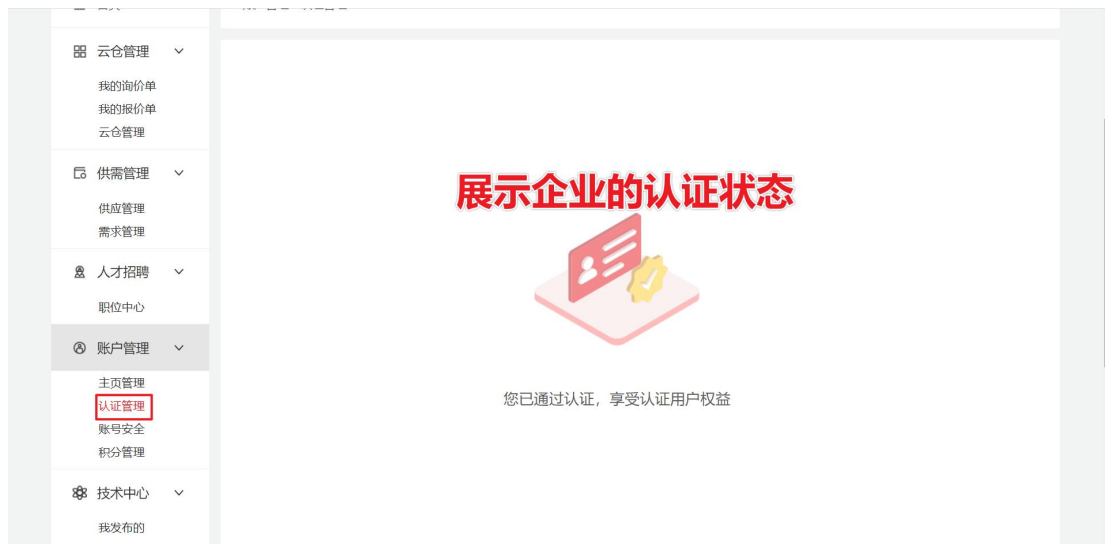 云仓管理
我的询价单
我的报价单
云仓管理
供需管理
供应管理
需求管理
人才招聘
职位中心
账户管理
主页管理
认证管理
账号安全
积分管理
技术中心
我发布的
展示企业的认证状态
您已通过认证，享受认证用户权益